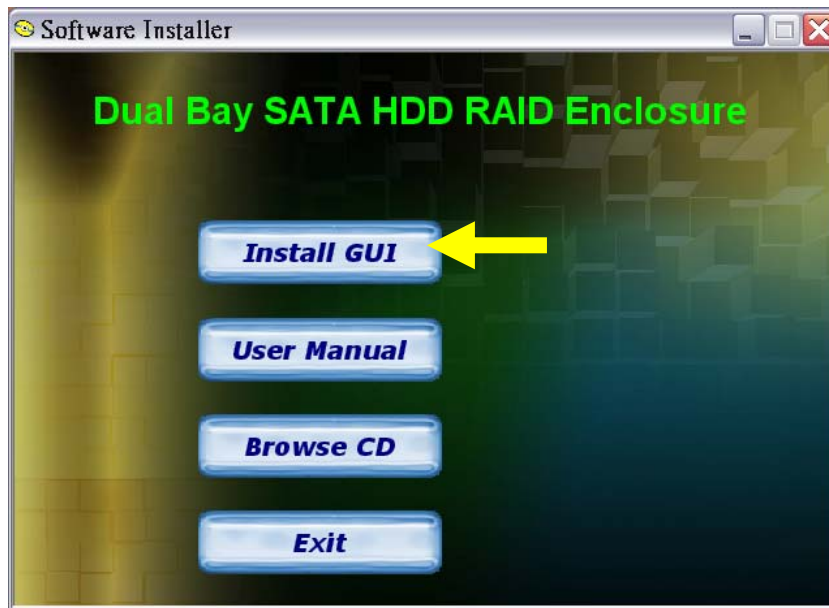 Software Installer
Dual Bay SATA HDD RAID Enclosure
Install GUI
User Manual
Browse CD
Exit